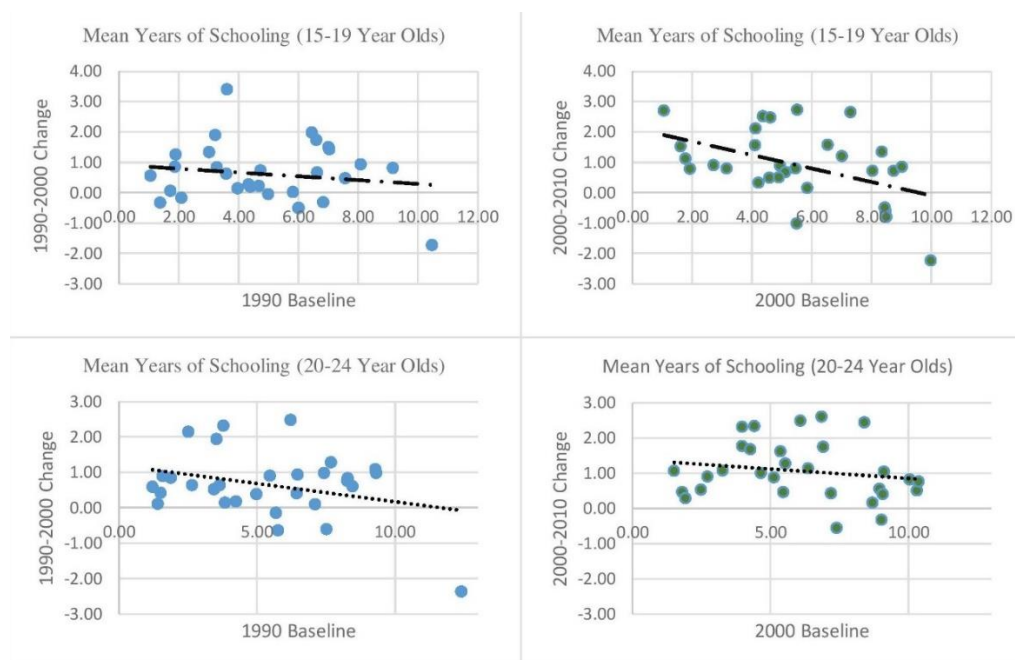 Mean Years of Schooling (15-19 Year Olds)
4.00
3.00
2.00
1.00
0.00
-1.00
-2.00
-3.00
0.00 2.00 4.00 6.00 8.00 10.00 12.00
1990-2000 Change
1990 Baseline
Mean Years of Schooling (15-19 Year Olds)
4.00
3.00
2.00
1.00
0.00
-1.00
-2.00
-3.00
0.00 2.00 4.00 6.00 8.00 10.00 12.00
2000-2010 Change
2000 Baseline
Mean Years of Schooling (20-24 Year Olds)
3.00
2.00
1.00
0.00
-1.00
-2.00
-3.00
0.00 5.00 10.00
1990-2000 Change
1990 Baseline
Mean Years of Schooling (20-24 Year Olds)
3.00
2.00
1.00
0.00
-1.00
-2.00
-3.00
0.00 5.00 10.00
2000-2010 Change
2000 Baseline